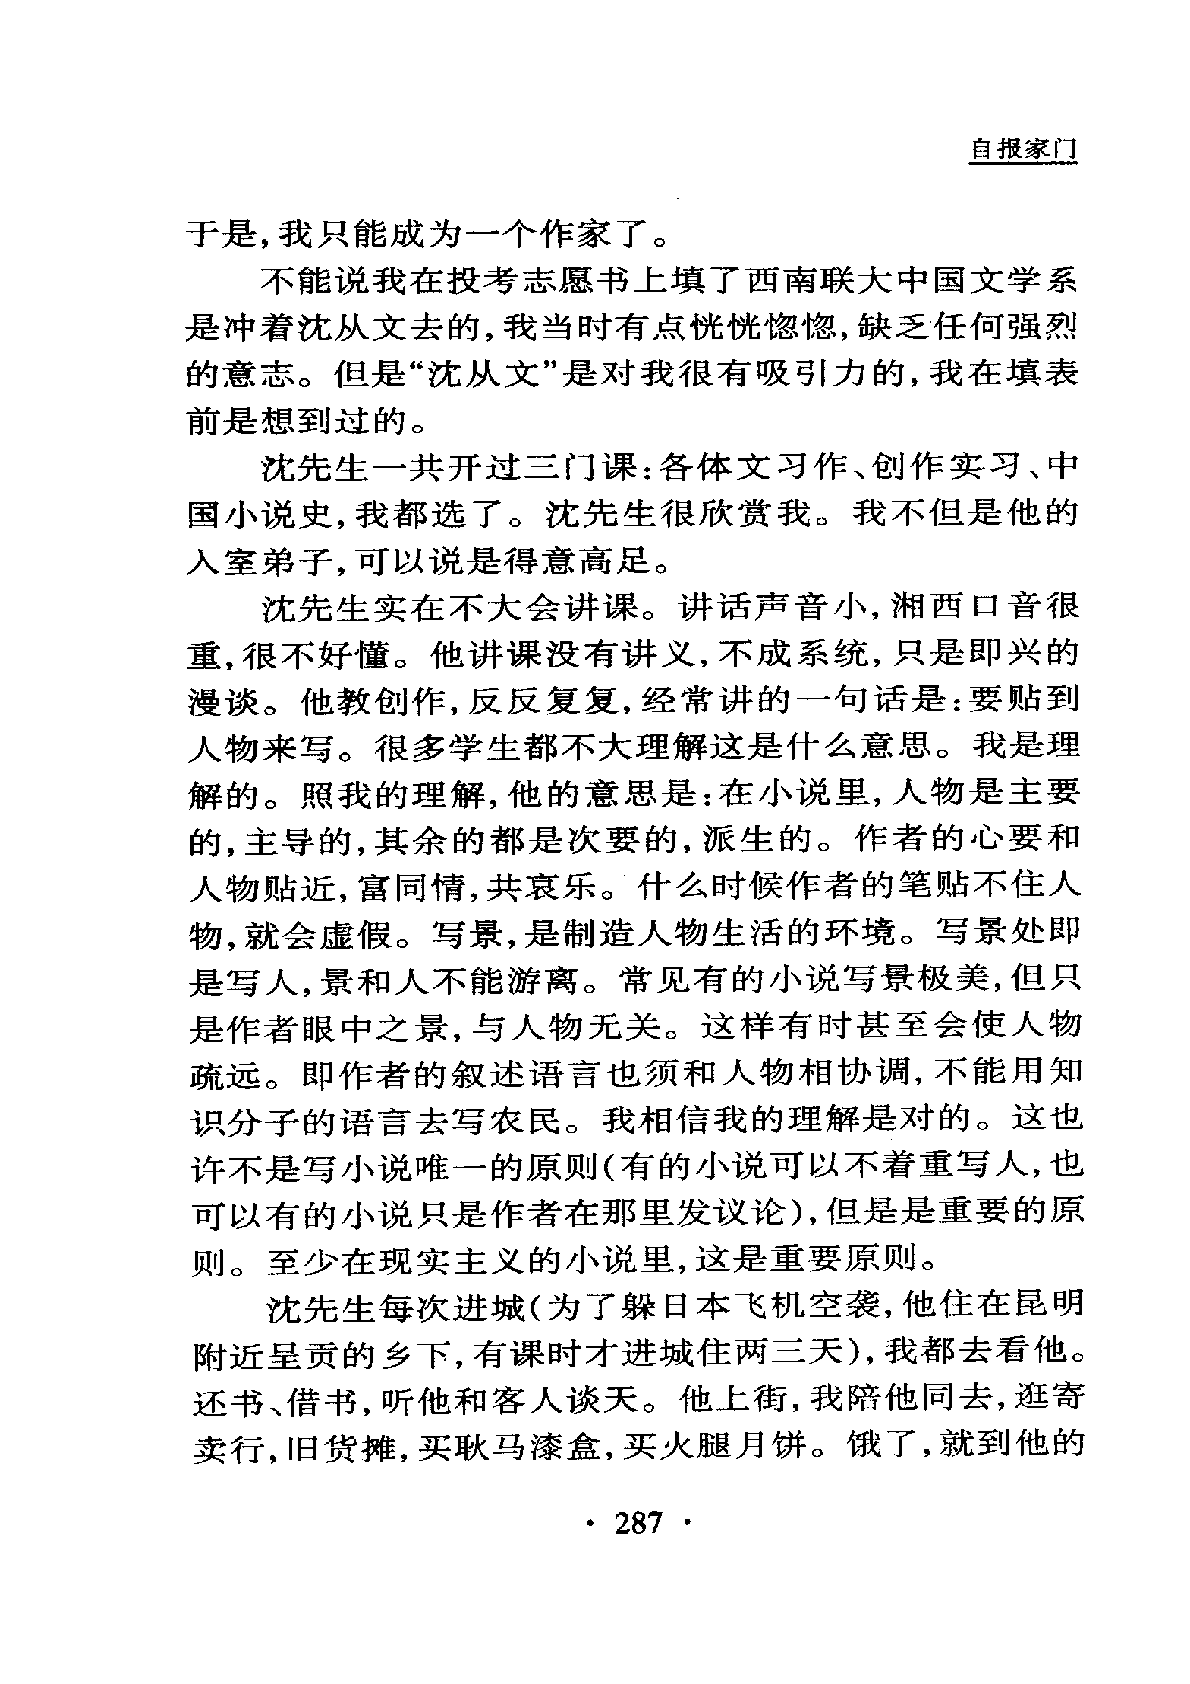 自报家门
于是,我只能成为一个作家了。
不能说我在投考志愿书上填了西南联大中国文学系
是冲着沈从文去的,我当时有点恍恍惚惚,缺乏任何强烈
的意志。但是“沈从文”是对我很有吸引力的,我在填表
前是想到过的。
沈先生一共开过三门课:各体文习作、创作实习、中
国小说史,我都选了。沈先生很欣赏我。我不但是他的
入室弟子,可以说是得意高足。
沈先生实在不大会讲课。讲话声音小,湘西口音很
重,很不好懂。他讲课没有讲义,不成系统,只是即兴的
漫谈。他教创作,反反复复,经常讲的一句话是:要贴到
人物来写。很多学生都不大理解这是什么意思。我是理
解的。照我的理解,他的意思是:在小说里,人物是主要
的,主导的,其余的都是次要的,派生的。作者的心要和
人物贴近,富同情,共哀乐。什么时候作者的笔贴不住人
物,就会虚假。写景,是制造人物生活的环境。写景处即
是写人,景和人不能游离。常见有的小说写景极美,但只
是作者眼中之景,与人物无关。这样有时甚至会使人物
疏远。即作者的叙述语言也须和人物相协调,不能用知
识分子的语言去写农民。我相信我的理解是对的。这也
许不是写小说唯一的原则(有的小说可以不着重写人,也
可以有的小说只是作者在那里发议论),但是是重要的原
则。至少在现实主义的小说里,这是重要原则。
沈先生每次进城(为了躲日本飞机空袭,他住在昆明
附近呈贡的乡下,有课时才进城住两三天),我都去看他。
还书、借书,听他和客人谈天。他上街,我陪他同去,逛寄
卖行,旧货摊,买耿马漆盒,买火腿月饼。饿了,就到他的
· 287 ·